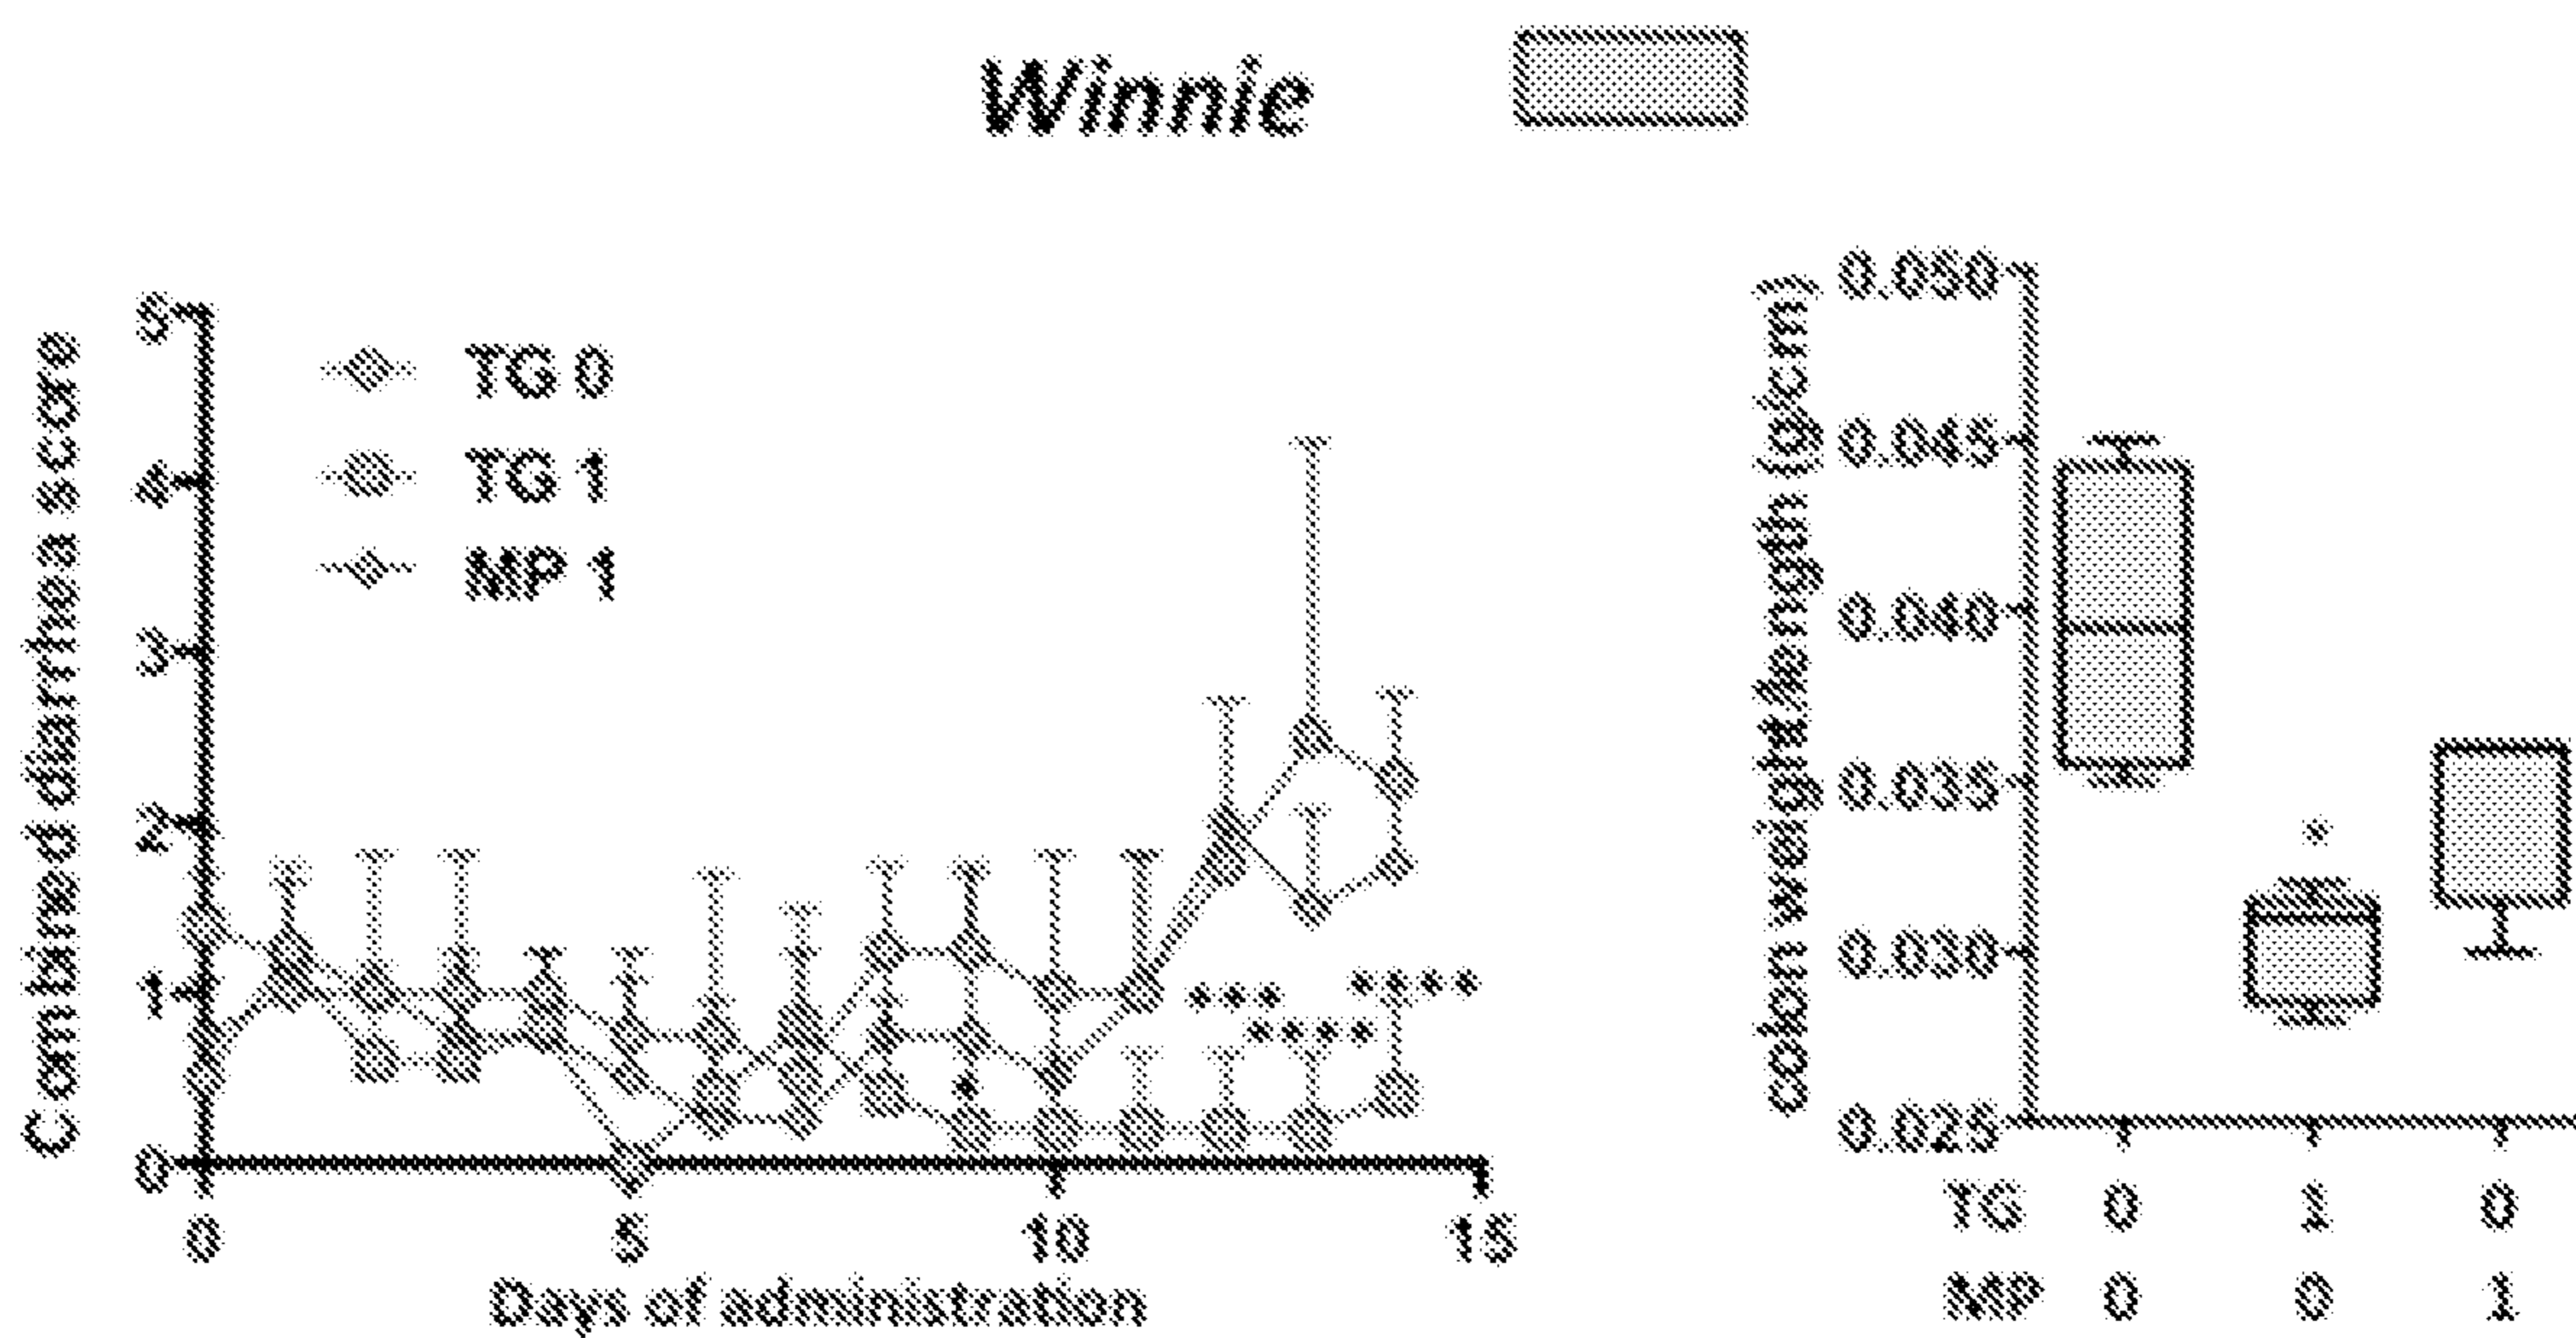 Winnie
Combined diarrhea score
5
4
3
2
1
0
TG 0
TG 1
MP 1
***
****
****
*
0 5 10 15
Days of administration
colon weight/length (g/cm)
0.050
0.045
0.040
0.035
0.030
0.025
*
TG 0 1 0
MP 0 0 1